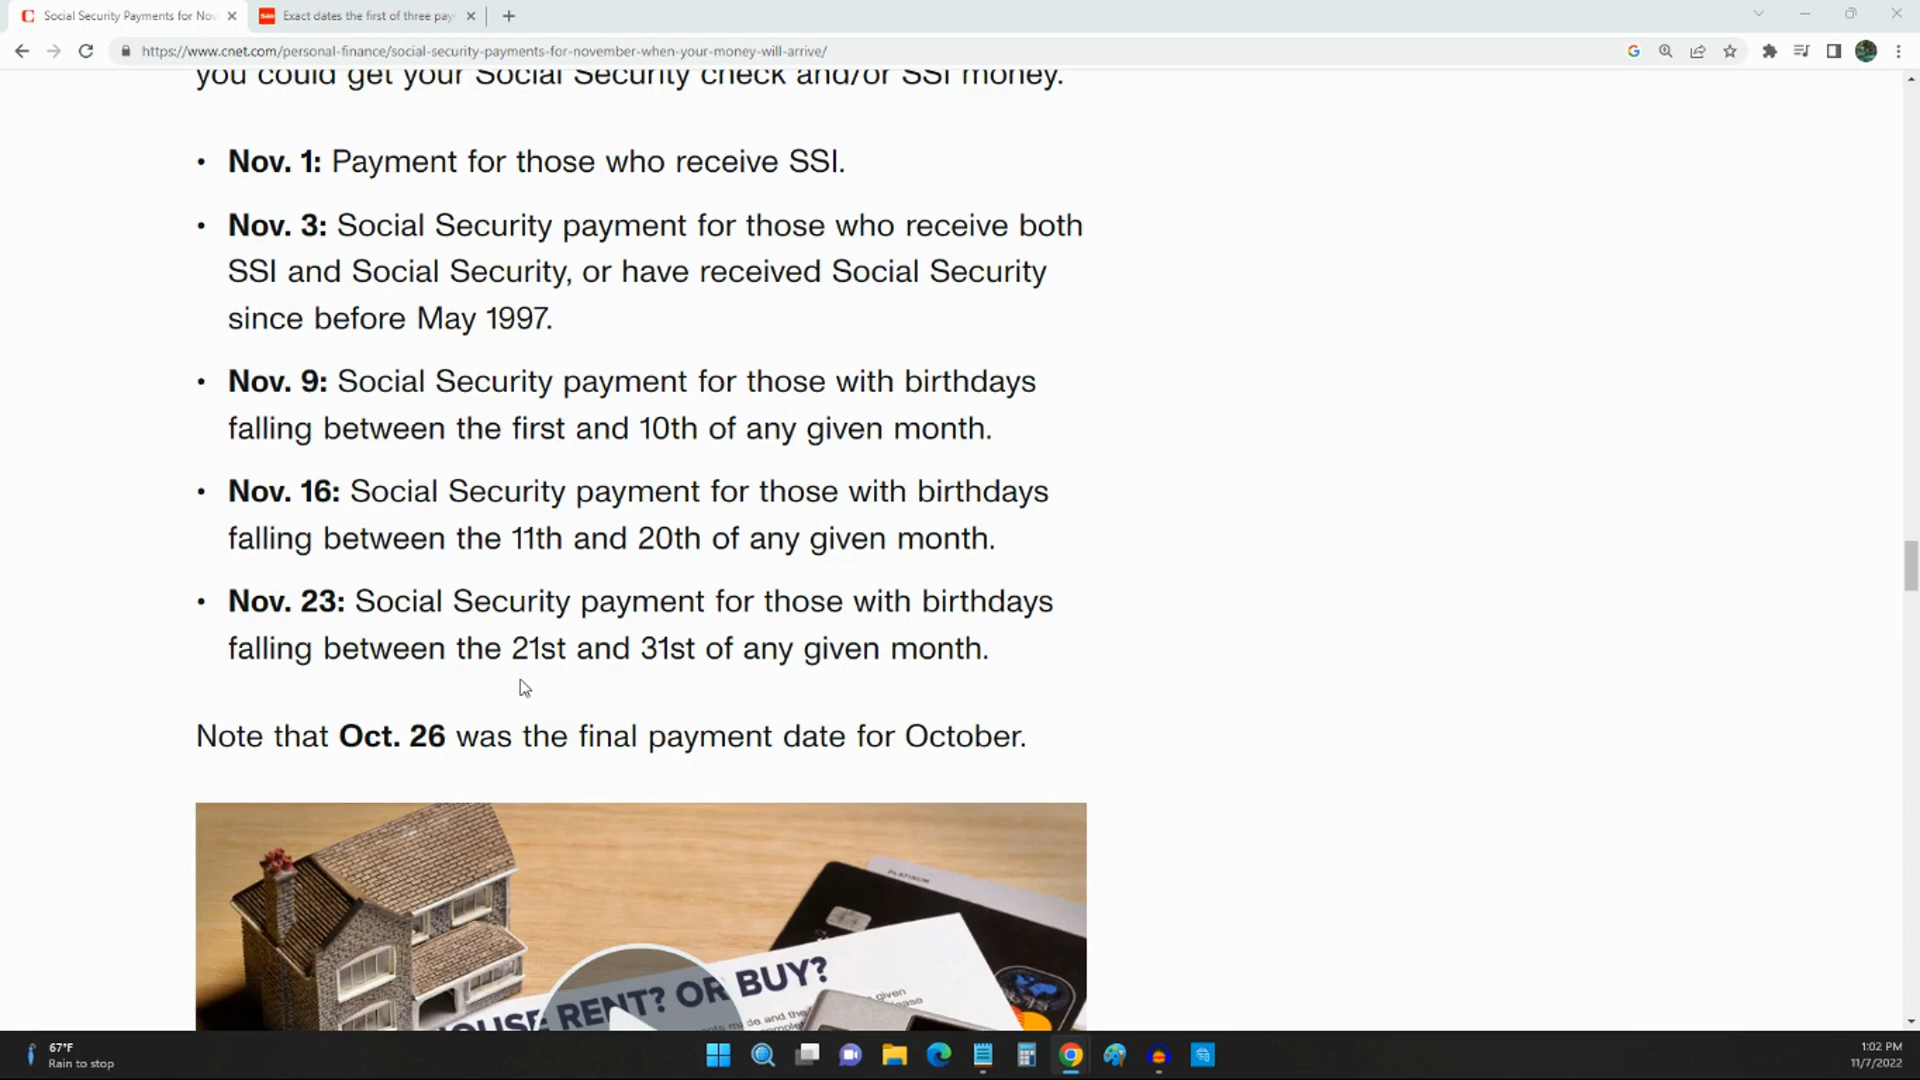 Social Security Payments for Nov
Exact dates the first of three pay
https://www.cnet.com/personal-finance/social-security-payments-for-november-when-your-money-will-arrive/
you could get your Social Security check and/or SSI money.
• Nov. 1: Payment for those who receive SSI.
• Nov. 3: Social Security payment for those who receive both
SSI and Social Security, or have received Social Security
since before May 1997.
• Nov. 9: Social Security payment for those with birthdays
falling between the first and 10th of any given month.
• Nov. 16: Social Security payment for those with birthdays
falling between the 11th and 20th of any given month.
• Nov. 23: Social Security payment for those with birthdays
falling between the 21st and 31st of any given month.
Note that Oct. 26 was the final payment date for October.
PLATINUM
HOUSE RENT? OR BUY?
given
and the
67°F
Rain to stop
1:02 PM
11/7/2022